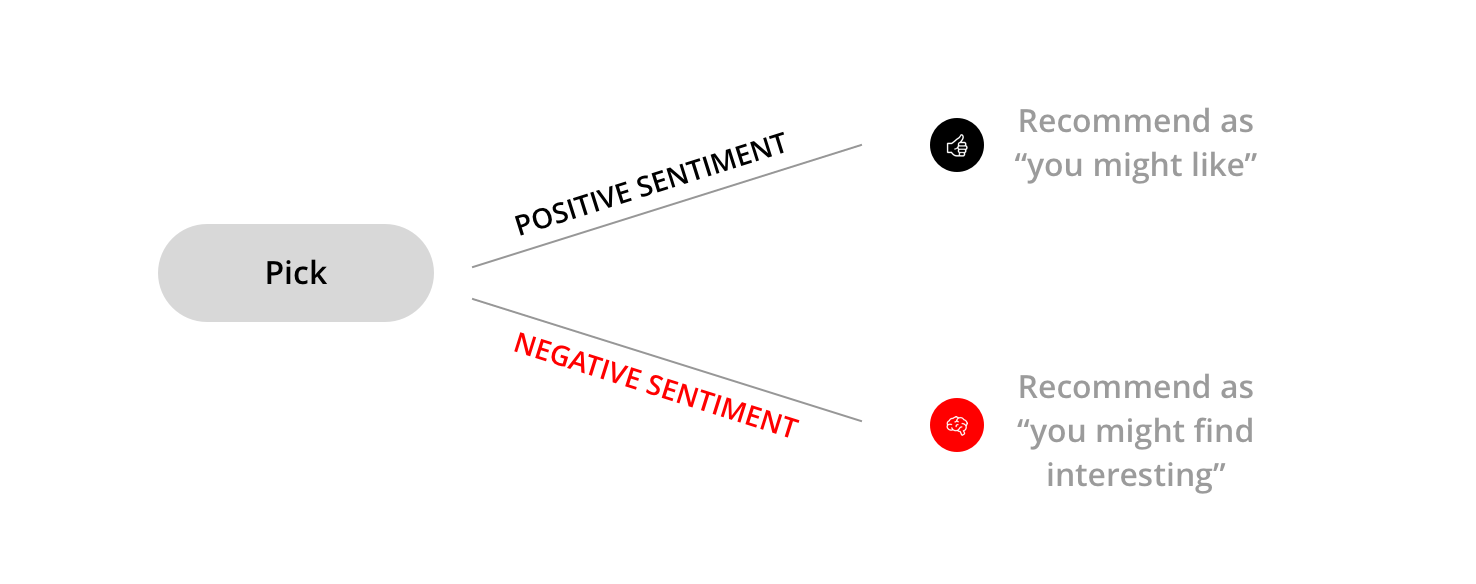 Pick
POSITIVE SENTIMENT
Recommend as
“you might like”
NEGATIVE SENTIMENT
Recommend as
“you might find
interesting”